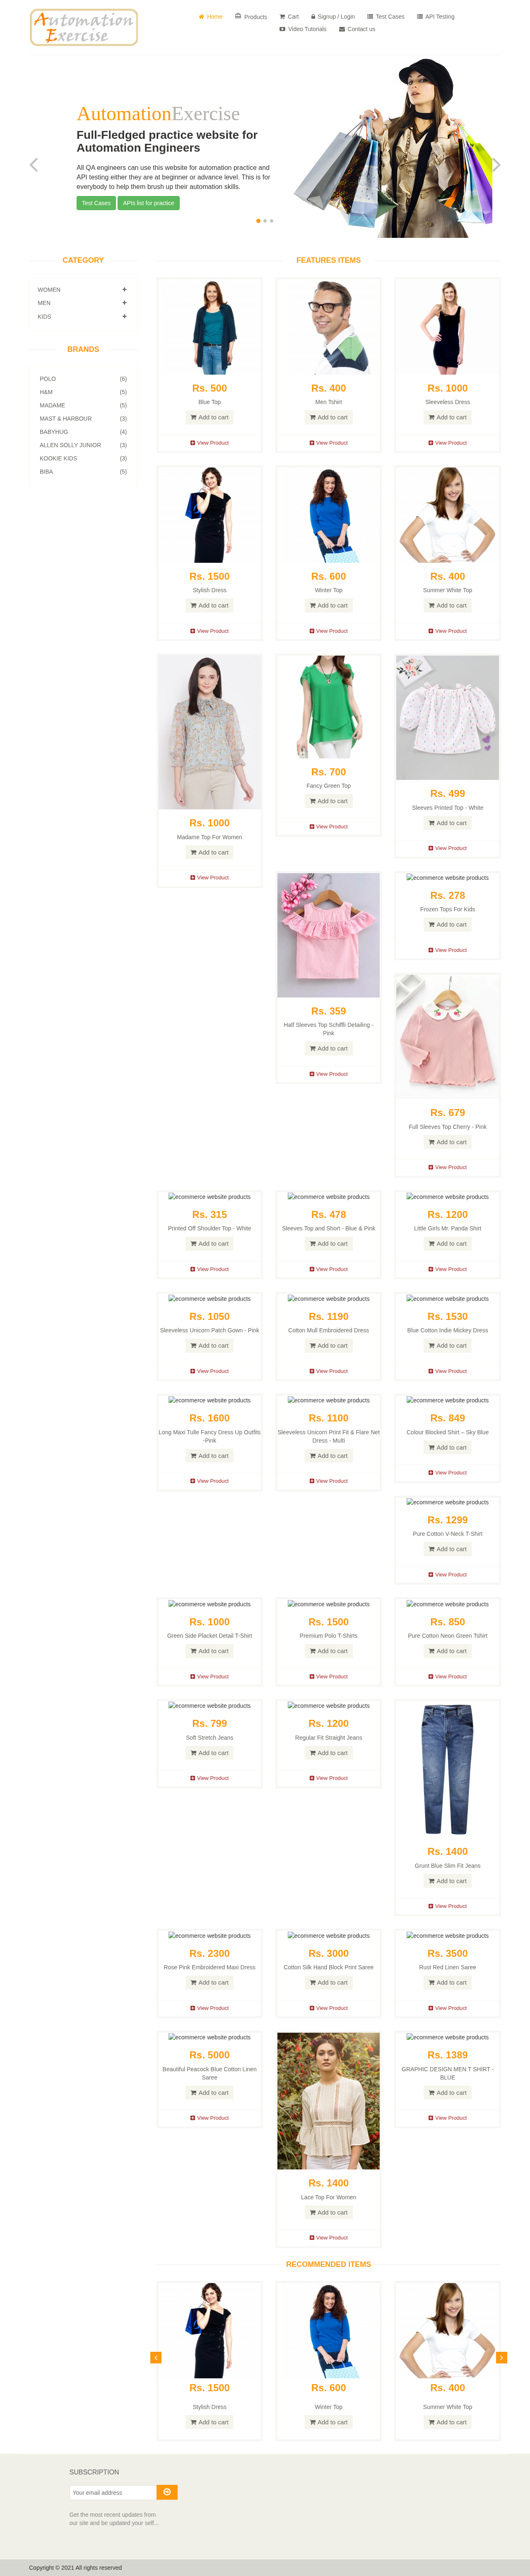 Automation
Exercise
Home
Products
Cart
Signup / Login
Test Cases
API Testing
Video Tutorials
Contact us
AutomationExercise
Full-Fledged practice website for
Automation Engineers
All QA engineers can use this website for automation practice and
API testing either they are at beginner or advance level. This is for
everybody to help them brush up their automation skills.
Test Cases
APIs list for practice
CATEGORY
WOMEN
MEN
KIDS
BRANDS
POLO (6)
H&M (5)
MADAME (5)
MAST & HARBOUR (3)
BABYHUG (4)
ALLEN SOLLY JUNIOR (3)
KOOKIE KIDS (3)
BIBA (5)
FEATURES ITEMS
Rs. 500
Blue Top
Add to cart
View Product
Rs. 400
Men Tshirt
Add to cart
View Product
Rs. 1000
Sleeveless Dress
Add to cart
View Product
Rs. 1500
Stylish Dress
Add to cart
View Product
Rs. 600
Winter Top
Add to cart
View Product
Rs. 400
Summer White Top
Add to cart
View Product
Rs. 1000
Madame Top For Women
Add to cart
View Product
Rs. 700
Fancy Green Top
Add to cart
View Product
Rs. 499
Sleeves Printed Top - White
Add to cart
View Product
Rs. 359
Half Sleeves Top Schiffli Detailing -
Pink
Add to cart
View Product
ecommerce website products
Rs. 278
Frozen Tops For Kids
Add to cart
View Product
Rs. 679
Full Sleeves Top Cherry - Pink
Add to cart
View Product
ecommerce website products
Rs. 315
Printed Off Shoulder Top - White
Add to cart
View Product
ecommerce website products
Rs. 478
Sleeves Top and Short - Blue & Pink
Add to cart
View Product
ecommerce website products
Rs. 1200
Little Girls Mr. Panda Shirt
Add to cart
View Product
ecommerce website products
Rs. 1050
Sleeveless Unicorn Patch Gown - Pink
Add to cart
View Product
ecommerce website products
Rs. 1190
Cotton Mull Embroidered Dress
Add to cart
View Product
ecommerce website products
Rs. 1530
Blue Cotton Indie Mickey Dress
Add to cart
View Product
ecommerce website products
Rs. 1600
Long Maxi Tulle Fancy Dress Up Outfits
-Pink
Add to cart
View Product
ecommerce website products
Rs. 1100
Sleeveless Unicorn Print Fit & Flare Net
Dress - Multi
Add to cart
View Product
ecommerce website products
Rs. 849
Colour Blocked Shirt – Sky Blue
Add to cart
View Product
ecommerce website products
Rs. 1299
Pure Cotton V-Neck T-Shirt
Add to cart
View Product
ecommerce website products
Rs. 1000
Green Side Placket Detail T-Shirt
Add to cart
View Product
ecommerce website products
Rs. 1500
Premium Polo T-Shirts
Add to cart
View Product
ecommerce website products
Rs. 850
Pure Cotton Neon Green Tshirt
Add to cart
View Product
ecommerce website products
Rs. 799
Soft Stretch Jeans
Add to cart
View Product
ecommerce website products
Rs. 1200
Regular Fit Straight Jeans
Add to cart
View Product
Rs. 1400
Grunt Blue Slim Fit Jeans
Add to cart
View Product
ecommerce website products
Rs. 2300
Rose Pink Embroidered Maxi Dress
Add to cart
View Product
ecommerce website products
Rs. 3000
Cotton Silk Hand Block Print Saree
Add to cart
View Product
ecommerce website products
Rs. 3500
Rust Red Linen Saree
Add to cart
View Product
ecommerce website products
Rs. 5000
Beautiful Peacock Blue Cotton Linen
Saree
Add to cart
View Product
Rs. 1400
Lace Top For Women
Add to cart
View Product
ecommerce website products
Rs. 1389
GRAPHIC DESIGN MEN T SHIRT -
BLUE
Add to cart
View Product
RECOMMENDED ITEMS
Rs. 1500
Stylish Dress
Add to cart
Rs. 600
Winter Top
Add to cart
Rs. 400
Summer White Top
Add to cart
SUBSCRIPTION
Your email address
Get the most recent updates from
our site and be updated your self...
Copyright © 2021 All rights reserved